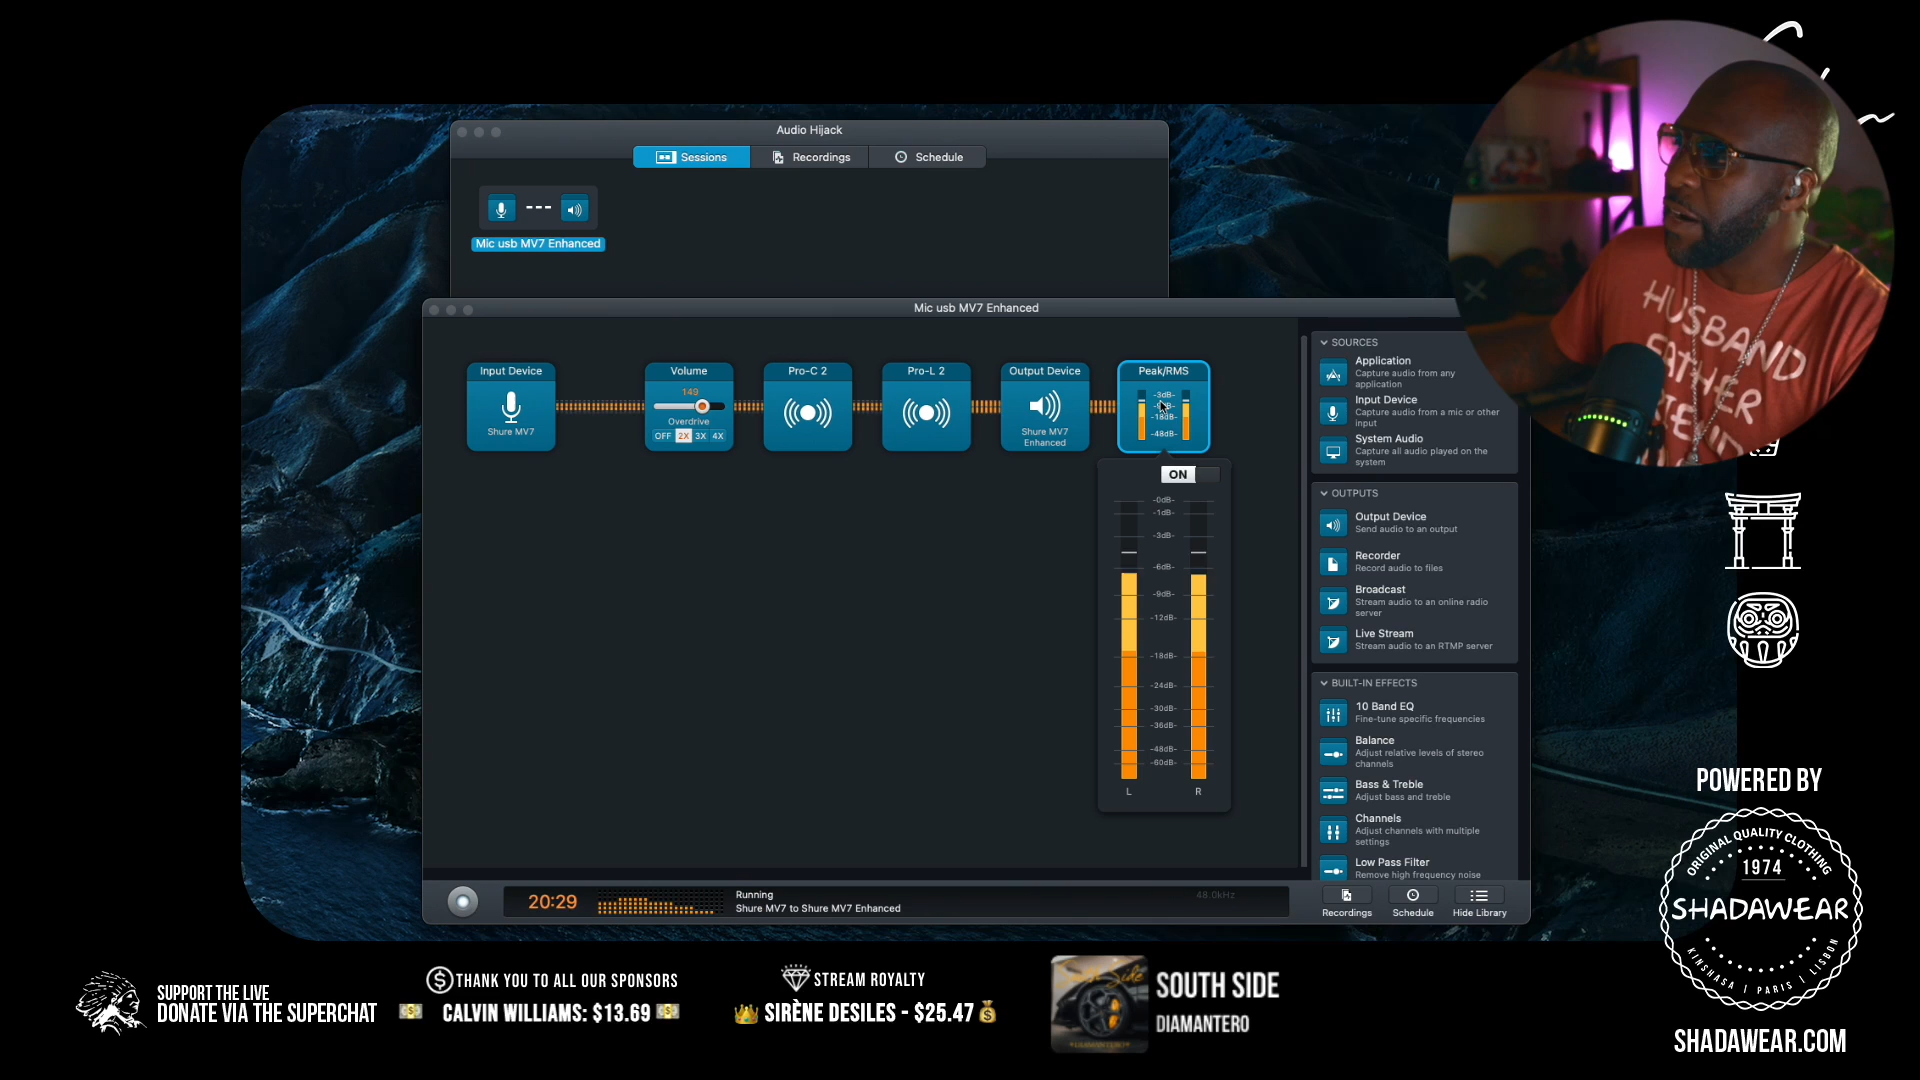 Audio Hijack
Sessions
Recordings
Schedule
Mic usb MV7 Enhanced
Mic usb MV7 Enhanced
Input Device
Shure MV7
Volume
149
Overdrive
OFF 2X 3X 4X
Pro-C 2
Pro-L 2
Output Device
Shure MV7
Enhanced
Peak/RMS
-3dB-
-18dB-
-48dB-
ON
-0dB-
-1dB-
-3dB-
-6dB-
-9dB-
-12dB-
-18dB-
-24dB-
-30dB-
-36dB-
-48dB-
-60dB-
L
R
SOURCES
Application
Capture audio from any
application
Input Device
Capture audio from a mic or other
input
System Audio
Capture all audio played on the
system
OUTPUTS
Output Device
Send audio to an output
Recorder
Record audio to files
Broadcast
Stream audio to an online radio
server
Live Stream
Stream audio to an RTMP server
BUILT-IN EFFECTS
10 Band EQ
Fine-tune specific frequencies
Balance
Adjust relative levels of stereo
channels
Bass & Treble
Adjust bass and treble
Channels
Adjust channels with multiple
settings
Low Pass Filter
Remove high frequency noise
20:29
Running
Shure MV7 to Shure MV7 Enhanced
48.0kHz
Recordings
Schedule
Hide Library
HUSBAND
FATHER
SUPPORT THE LIVE
DONATE VIA THE SUPERCHAT
THANK YOU TO ALL OUR SPONSORS
CALVIN WILLIAMS: $13.69
STREAM ROYALTY
SIRÈNE DESILES - $25.47
SOUTH SIDE
DIAMANTERO
POWERED BY
ORIGINAL QUALITY CLOTHING
1974
SHADAWEAR
KINSHASA | PARIS | LISBON
SHADAWEAR.COM